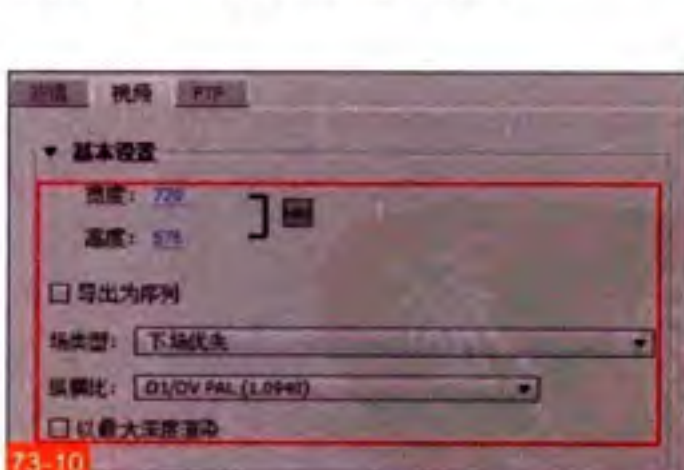 滤镜 视频 FTP
▼ 基本设置
宽度: 720
高度: 576
导出为序列
场类型: 下场优先
纵横比: D1/DV PAL (1.0940)
以最大深度渲染
73-10